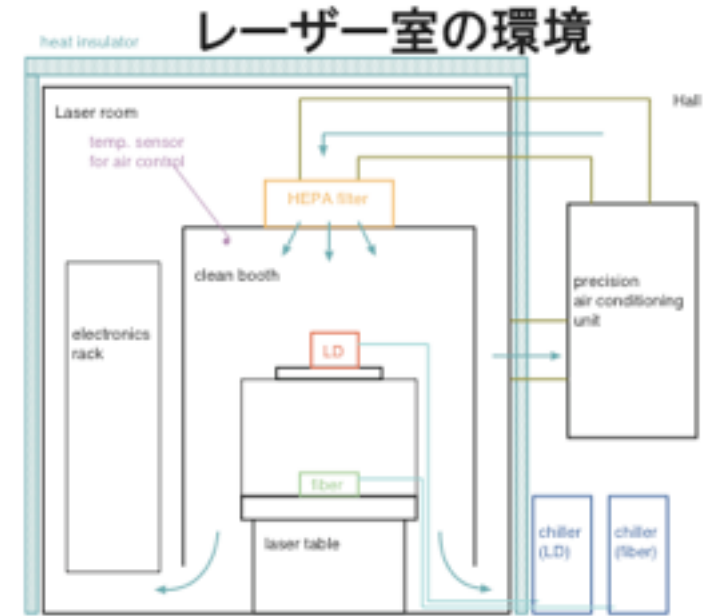 レーザー室の環境
heat insulator
Laser room
Hall
temp. sensor
for air control
HEPA filter
clean booth
precision
air conditioning
unit
electronics
rack
LD
fiber
laser table
chiller
(LD)
chiller
(fiber)